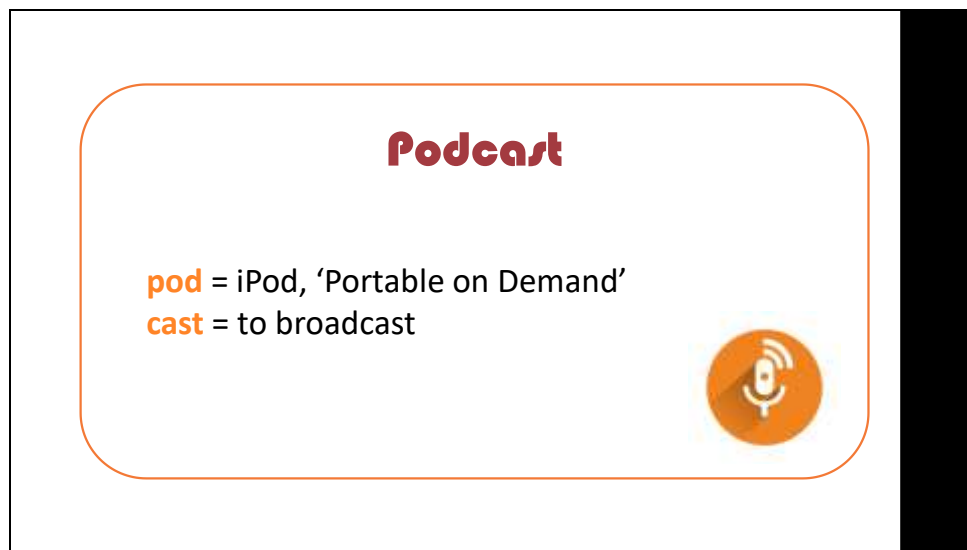 Podcast
pod = iPod, ‘Portable on Demand’
cast = to broadcast